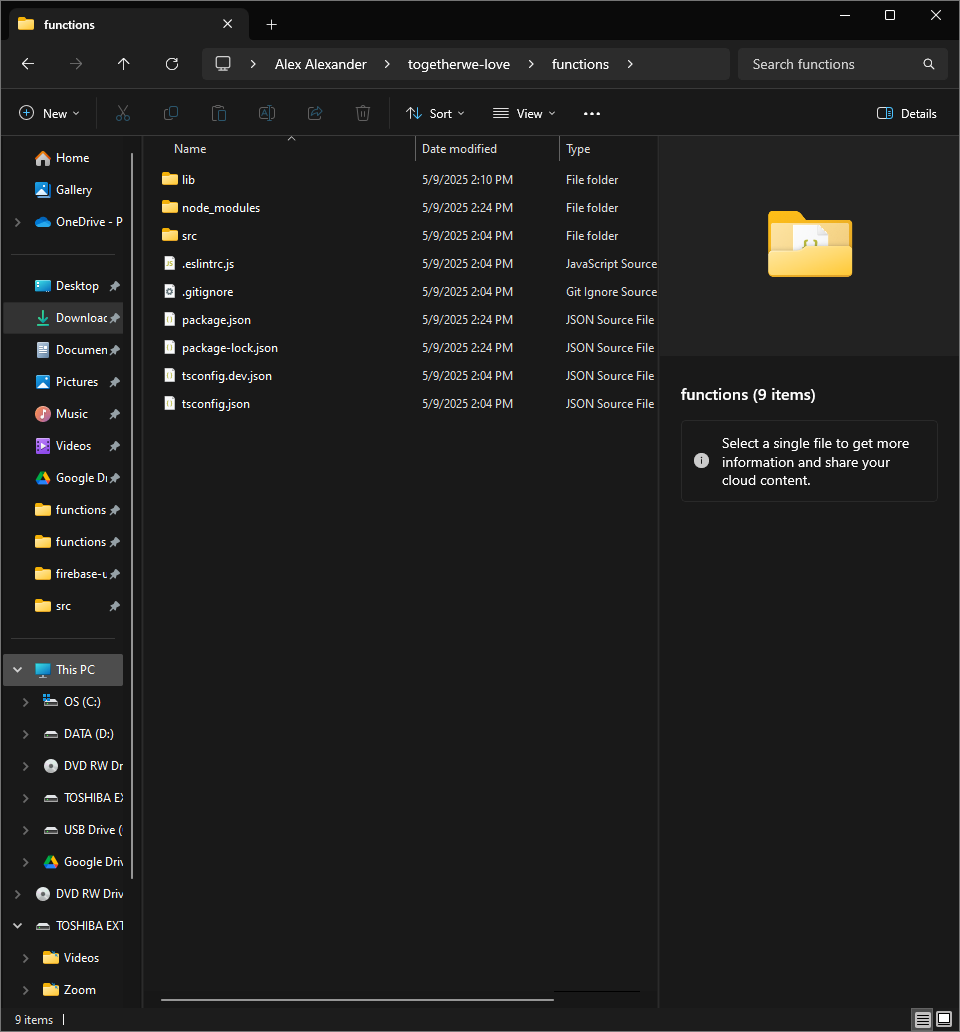 functions
Alex Alexander
togetherwe-love
functions
Search functions
New
Sort
View
Details
Home
Gallery
OneDrive - P
Desktop
Downloac
Documen
Pictures
Music
Videos
Google Dr
functions
functions
firebase-u
src
This PC
OS (C:)
DATA (D:)
DVD RW Dr
TOSHIBA EX
USB Drive (
Google Driv
DVD RW Driv
TOSHIBA EXT
Videos
Zoom
Name Date modified Type
lib 5/9/2025 2:10 PM File folder
node_modules 5/9/2025 2:24 PM File folder
src 5/9/2025 2:04 PM File folder
.eslintrc.js 5/9/2025 2:04 PM JavaScript Source
.gitignore 5/9/2025 2:04 PM Git Ignore Source
package.json 5/9/2025 2:24 PM JSON Source File
package-lock.json 5/9/2025 2:24 PM JSON Source File
tsconfig.dev.json 5/9/2025 2:04 PM JSON Source File
tsconfig.json 5/9/2025 2:04 PM JSON Source File
functions (9 items)
Select a single file to get more
information and share your
cloud content.
9 items